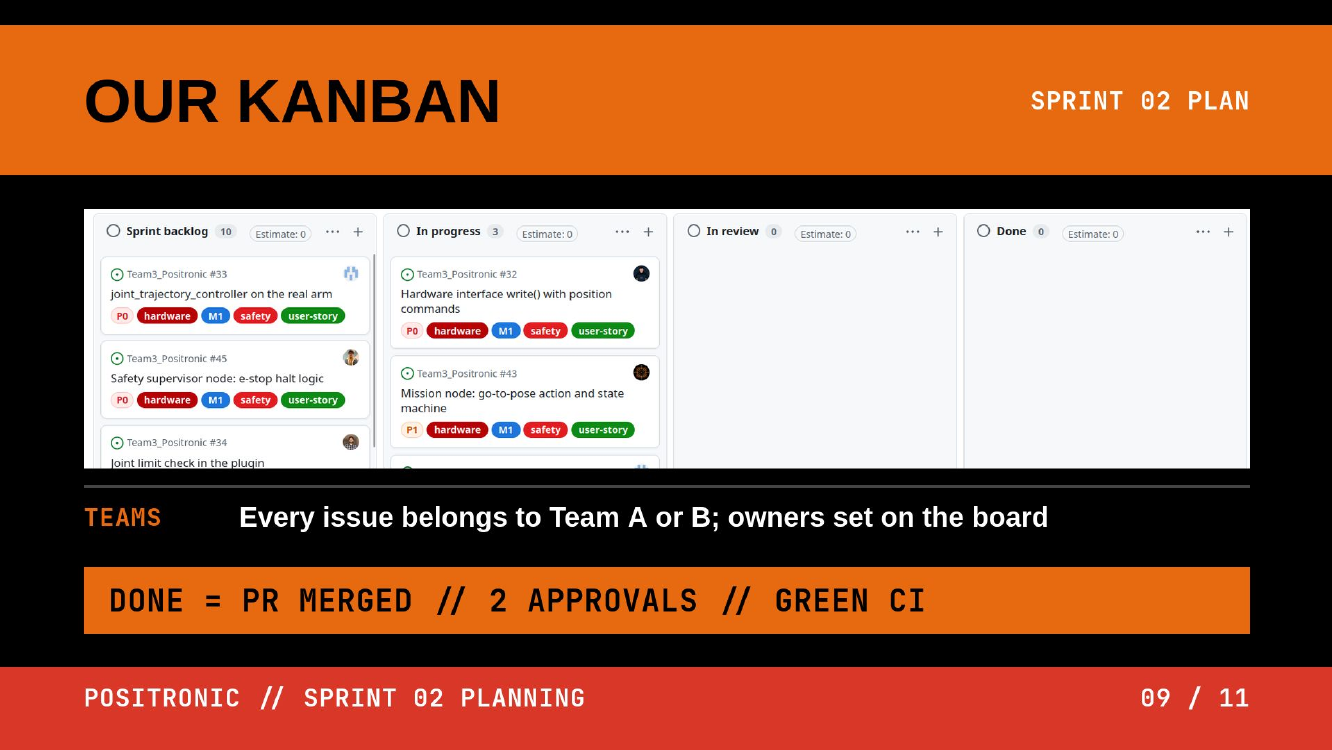 OUR KANBAN
SPRINT 02 PLAN
Sprint backlog 10 Estimate: 0
Team3_Positronic #33
joint_trajectory_controller on the real arm
P0 hardware M1 safety user-story
Team3_Positronic #45
Safety supervisor node: e-stop halt logic
P0 hardware M1 safety user-story
Team3_Positronic #34
Joint limit check in the plugin
In progress 3 Estimate: 0
Team3_Positronic #32
Hardware interface write() with position
commands
P0 hardware M1 safety user-story
Team3_Positronic #43
Mission node: go-to-pose action and state
machine
P1 hardware M1 safety user-story
In review 0 Estimate: 0
Done 0 Estimate: 0
TEAMS Every issue belongs to Team A or B; owners set on the board
DONE = PR MERGED // 2 APPROVALS // GREEN CI
POSITRONIC // SPRINT 02 PLANNING
09 / 11